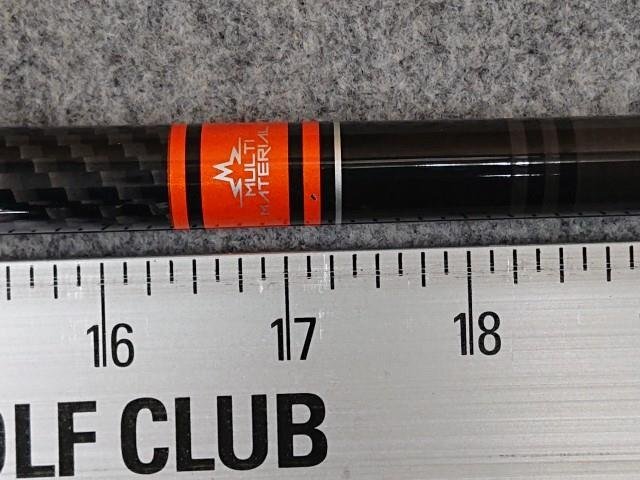 MULTI
MATERIAL
16 17 18
OLF CLUB